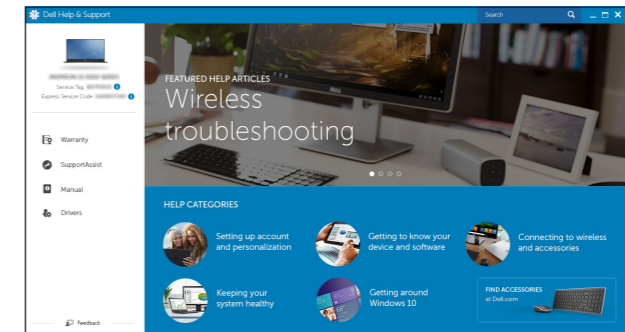 Dell Help & Support
Search
Service Tag:
Express Service Code:
Warranty
SupportAssist
Manual
Drivers
Feedback
FEATURED HELP ARTICLES
Wireless
troubleshooting
HELP CATEGORIES
Setting up account
and personalization
Getting to know your
device and software
Connecting to wireless
and accessories
Keeping your
system healthy
Getting around
Windows 10
FIND ACCESSORIES
at Dell.com